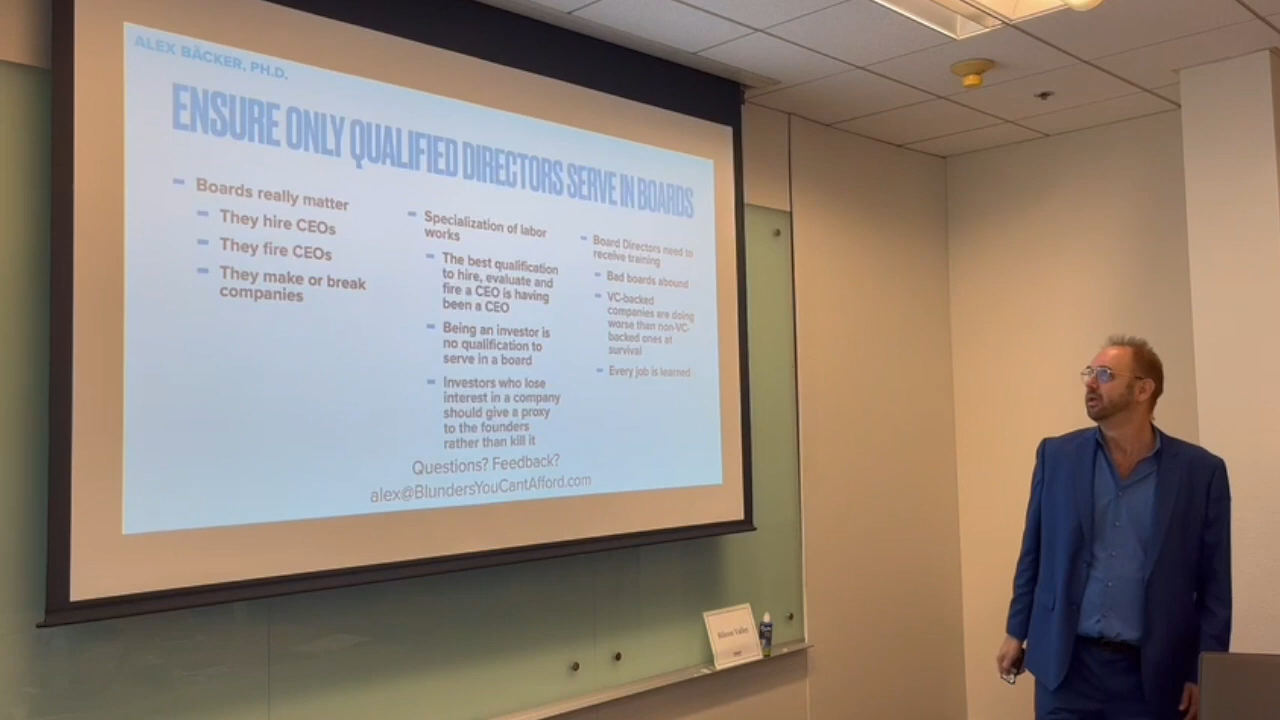 ALEX BÄCKER, PH.D.
ENSURE ONLY QUALIFIED DIRECTORS SERVE IN BOARDS
Boards really matter
They hire CEOs
They fire CEOs
They make or break
companies
Specialization of labor
works
The best qualification
to hire, evaluate and
fire a CEO is having
been a CEO
Being an investor is
no qualification to
serve in a board
Investors who lose
interest in a company
should give a proxy
to the founders
rather than kill it
Board Directors need to
receive training
Bad boards abound
VC-backed
companies are doing
worse than non-VC-
backed ones at
survival
Every job is learned
Questions? Feedback?
alex@BlundersYouCantAfford.com
Silicon Valley